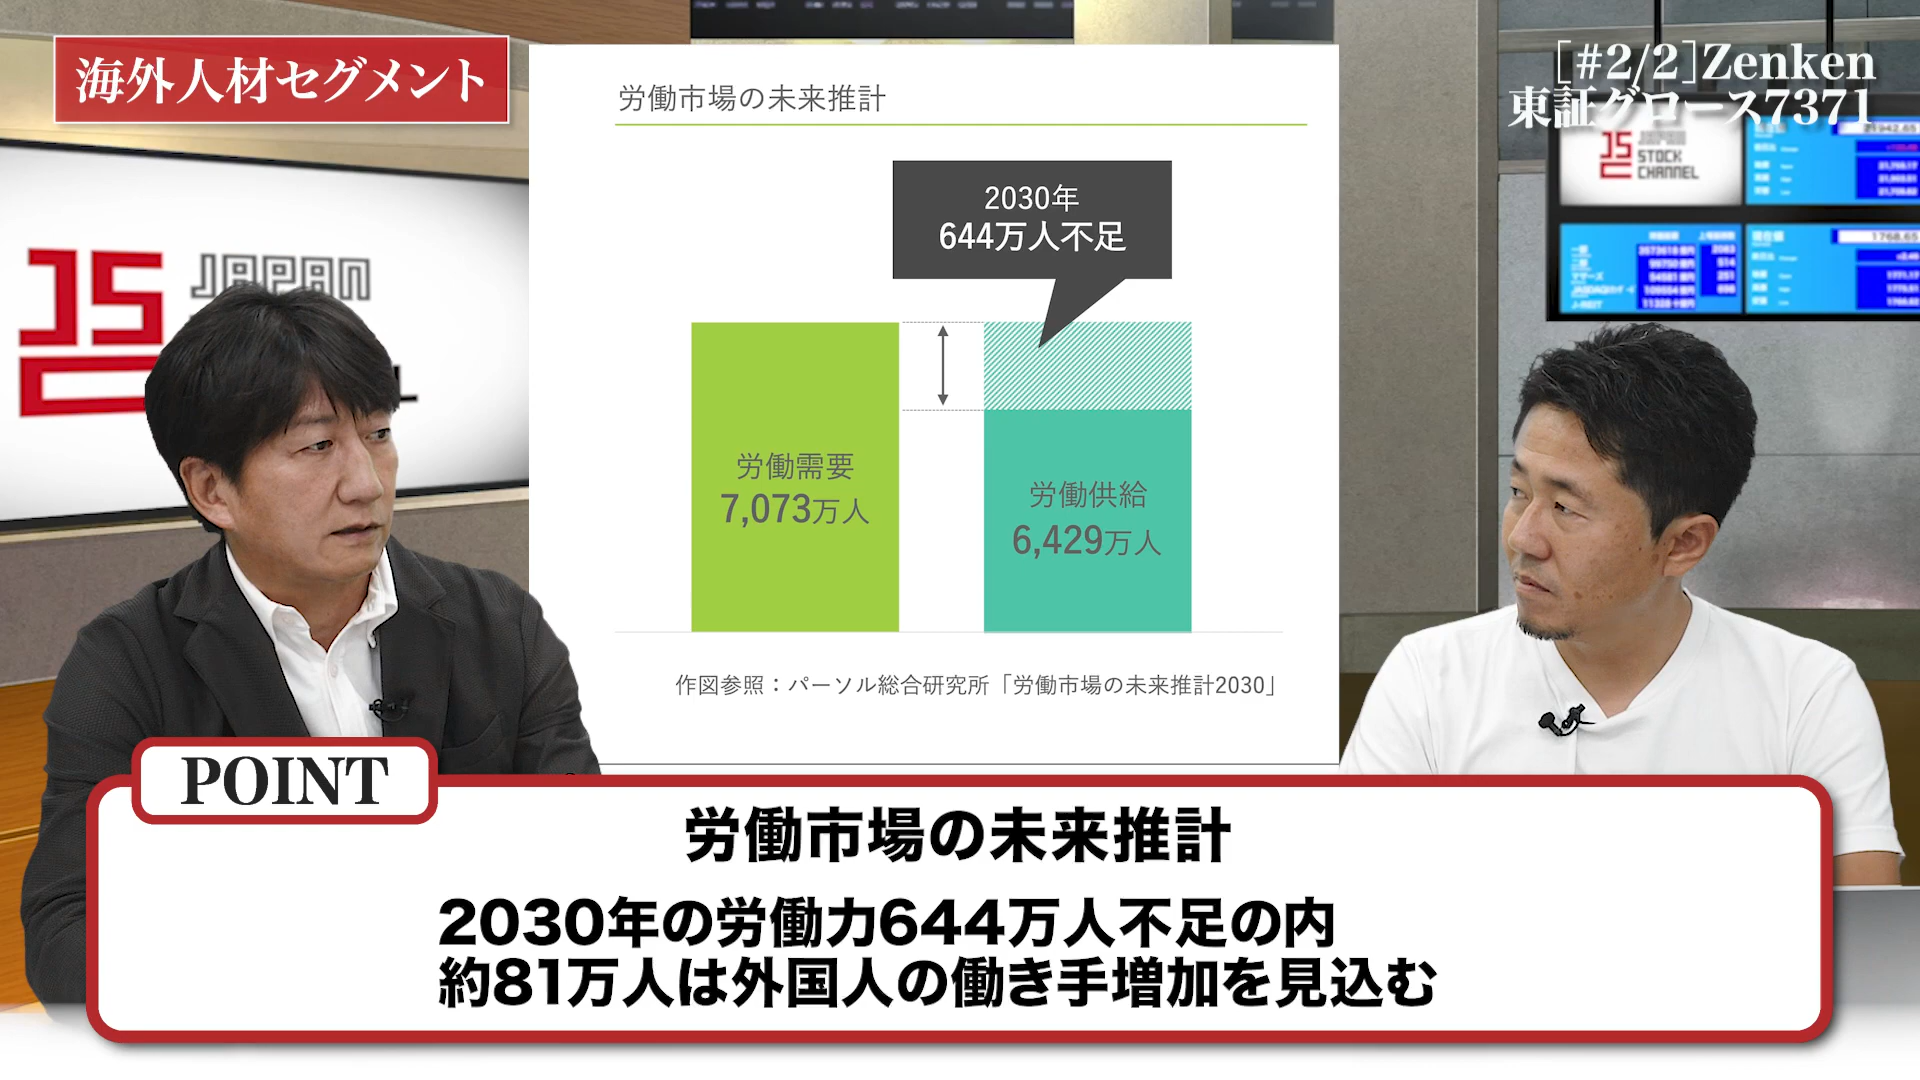 海外人材セグメント
[#2/2]Zenken
東証グロース7371
労働市場の未来推計
2030年
644万人不足
労働需要
7,073万人
労働供給
6,429万人
作図参照：パーソル総合研究所「労働市場の未来推計2030」
JAPAN
STOCK
CHANNEL
POINT
労働市場の未来推計
2030年の労働力644万人不足の内
約81万人は外国人の働き手増加を見込む